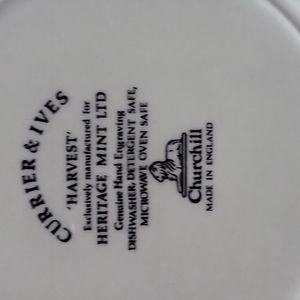 CURRIER & IVES
'HARVEST'
Exclusively manufactured for
HERITAGE MINT LTD
Genuine Hand Engraving
DISHWASHER, DETERGENT SAFE,
MICROWAVE OVEN SAFE
Churchill
MADE IN ENGLAND